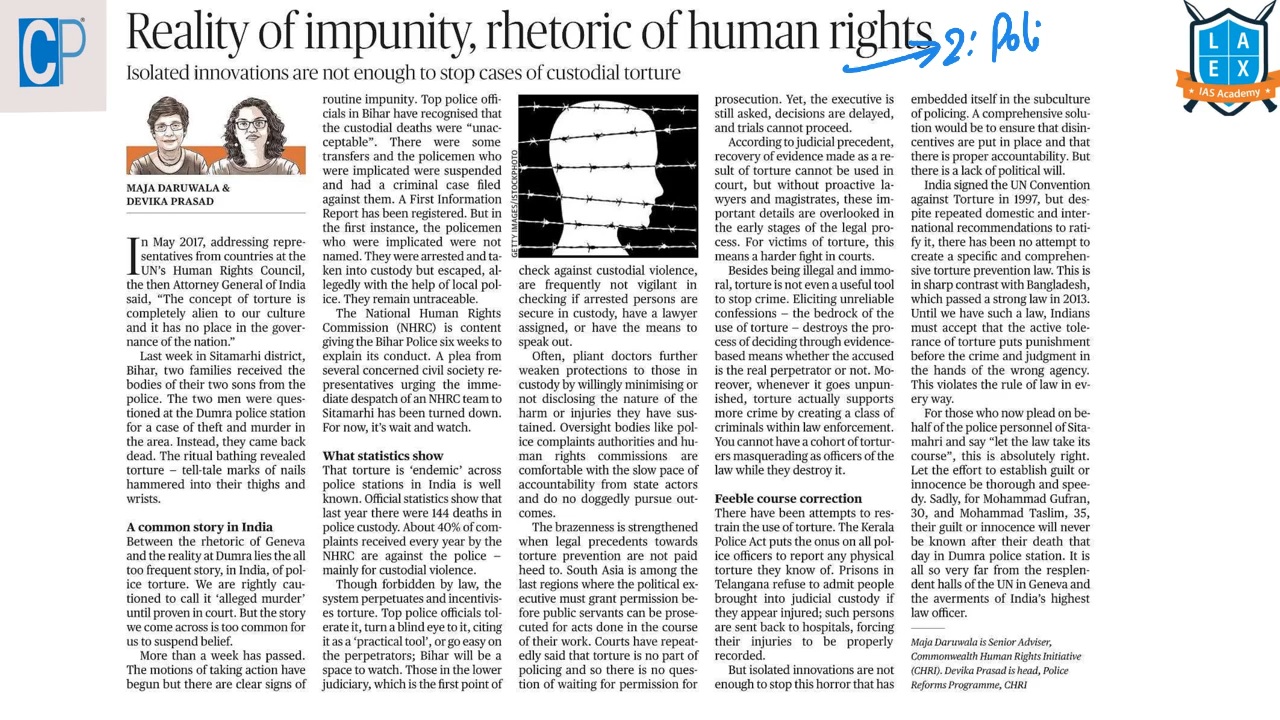 CP
Reality of impunity, rhetoric of human rights
2: Poli
L A
E X
★ IAS Academy ★
Isolated innovations are not enough to stop cases of custodial torture
MAJA DARUWALA &
DEVIKA PRASAD
In May 2017, addressing repre-
sentatives from countries at the
UN's Human Rights Council,
the then Attorney General of India
said, "The concept of torture is
completely alien to our culture
and it has no place in the gover-
nance of the nation."
Last week in Sitamarhi district,
Bihar, two families received the
bodies of their two sons from the
police. The two men were ques-
tioned at the Dumra police station
for a case of theft and murder in
the area. Instead, they came back
dead. The ritual bathing revealed
torture – tell-tale marks of nails
hammered into their thighs and
wrists.
A common story in India
Between the rhetoric of Geneva
and the reality at Dumra lies the all
too frequent story, in India, of pol-
ice torture. We are rightly cau-
tioned to call it 'alleged murder'
until proven in court. But the story
we come across is too common for
us to suspend belief.
More than a week has passed.
The motions of taking action have
begun but there are clear signs of
routine impunity. Top police offi-
cials in Bihar have recognised that
the custodial deaths were "unac-
ceptable". There were some
transfers and the policemen who
were implicated were suspended
and had a criminal case filed
against them. A First Information
Report has been registered. But in
the first instance, the policemen
who were implicated were not
named. They were arrested and ta-
ken into custody but escaped, al-
legedly with the help of local pol-
ice. They remain untraceable.
The National Human Rights
Commission (NHRC) is content
giving the Bihar Police six weeks to
explain its conduct. A plea from
several concerned civil society re-
presentatives urging the imme-
diate despatch of an NHRC team to
Sitamarhi has been turned down.
For now, it's wait and watch.
What statistics show
That torture is 'endemic' across
police stations in India is well
known. Official statistics show that
last year there were 144 deaths in
police custody. About 40% of com-
plaints received every year by the
NHRC are against the police –
mainly for custodial violence.
Though forbidden by law, the
system perpetuates and incentivis-
es torture. Top police officials tol-
erate it, turn a blind eye to it, citing
it as a 'practical tool', or go easy on
the perpetrators; Bihar will be a
space to watch. Those in the lower
judiciary, which is the first point of
GETTY IMAGES/ISTOCKPHOTO
check against custodial violence,
are frequently not vigilant in
checking if arrested persons are
secure in custody, have a lawyer
assigned, or have the means to
speak out.
Often, pliant doctors further
weaken protections to those in
custody by willingly minimising or
not disclosing the nature of the
harm or injuries they have sus-
tained. Oversight bodies like pol-
ice complaints authorities and hu-
man rights commissions are
comfortable with the slow pace of
accountability from state actors
and do no doggedly pursue out-
comes.
The brazenness is strengthened
when legal precedents towards
torture prevention are not paid
heed to. South Asia is among the
last regions where the political ex-
ecutive must grant permission be-
fore public servants can be prose-
cuted for acts done in the course
of their work. Courts have repeat-
edly said that torture is no part of
policing and so there is no ques-
tion of waiting for permission for
prosecution. Yet, the executive is
still asked, decisions are delayed,
and trials cannot proceed.
According to judicial precedent,
recovery of evidence made as a re-
sult of torture cannot be used in
court, but without proactive la-
wyers and magistrates, these im-
portant details are overlooked in
the early stages of the legal pro-
cess. For victims of torture, this
means a harder fight in courts.
Besides being illegal and immo-
ral, torture is not even a useful tool
to stop crime. Eliciting unreliable
confessions – the bedrock of the
use of torture – destroys the pro-
cess of deciding through evidence-
based means whether the accused
is the real perpetrator or not. Mo-
reover, whenever it goes unpun-
ished, torture actually supports
more crime by creating a class of
criminals within law enforcement.
You cannot have a cohort of tortur-
ers masquerading as officers of the
law while they destroy it.
Feeble course correction
There have been attempts to res-
train the use of torture. The Kerala
Police Act puts the onus on all pol-
ice officers to report any physical
torture they know of. Prisons in
Telangana refuse to admit people
brought into judicial custody if
they appear injured; such persons
are sent back to hospitals, forcing
their injuries to be properly
recorded.
But isolated innovations are not
enough to stop this horror that has
embedded itself in the subculture
of policing. A comprehensive solu-
tion would be to ensure that disin-
centives are put in place and that
there is proper accountability. But
there is a lack of political will.
India signed the UN Convention
against Torture in 1997, but des-
pite repeated domestic and inter-
national recommendations to rati-
fy it, there has been no attempt to
create a specific and comprehen-
sive torture prevention law. This is
in sharp contrast with Bangladesh,
which passed a strong law in 2013.
Until we have such a law, Indians
must accept that the active tole-
rance of torture puts punishment
before the crime and judgment in
the hands of the wrong agency.
This violates the rule of law in ev-
ery way.
For those who now plead on be-
half of the police personnel of Sita-
mahri and say "let the law take its
course", this is absolutely right.
Let the effort to establish guilt or
innocence be thorough and spee-
dy. Sadly, for Mohammad Gufran,
30, and Mohammad Taslim, 35,
their guilt or innocence will never
be known after their death that
day in Dumra police station. It is
all so very far from the resplen-
dent halls of the UN in Geneva and
the averments of India's highest
law officer.
Maja Daruwala is Senior Adviser,
Commonwealth Human Rights Initiative
(CHRI). Devika Prasad is head, Police
Reforms Programme, CHRI